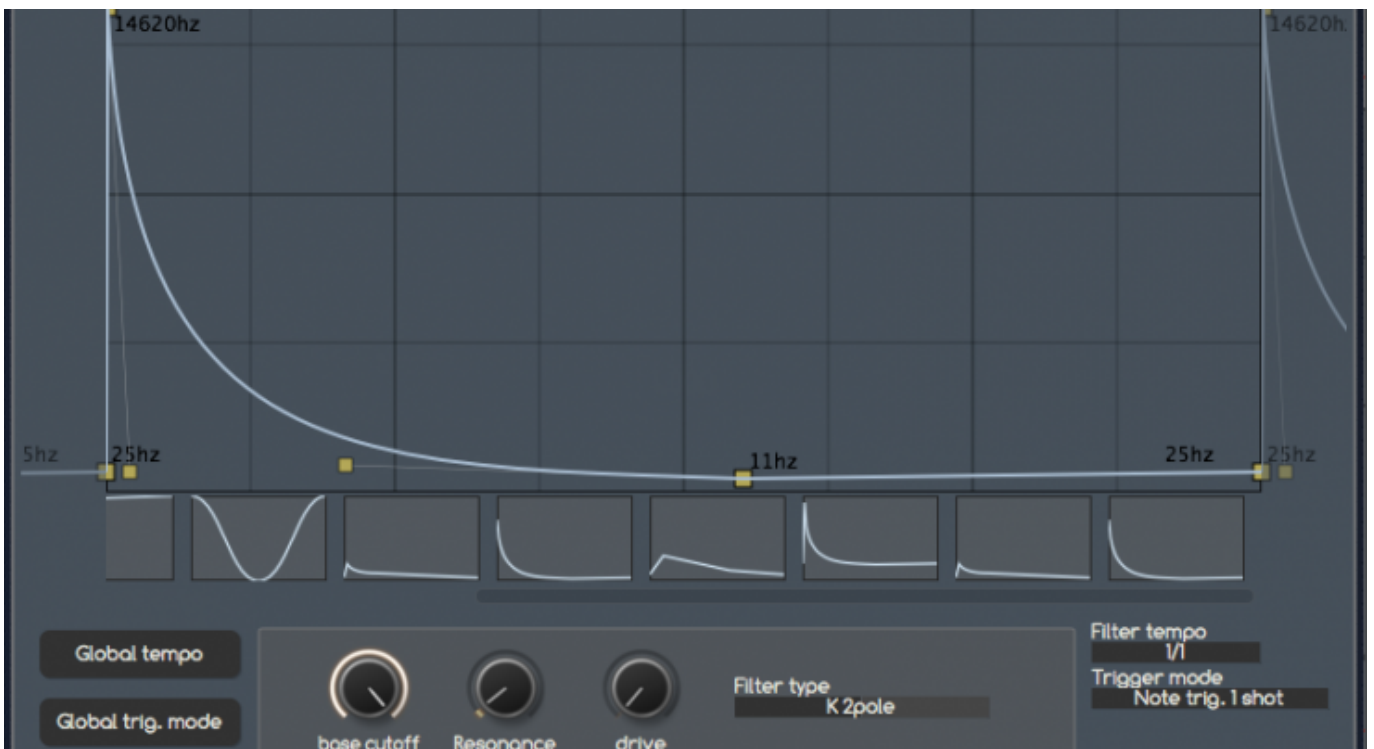 14620hz
14620h
5hz
25hz
11hz
25hz
25hz
Global tempo
Global trig. mode
base cutoff
Resonance
drive
Filter type
K 2pole
Filter tempo
1/1
Trigger mode
Note trig. 1 shot